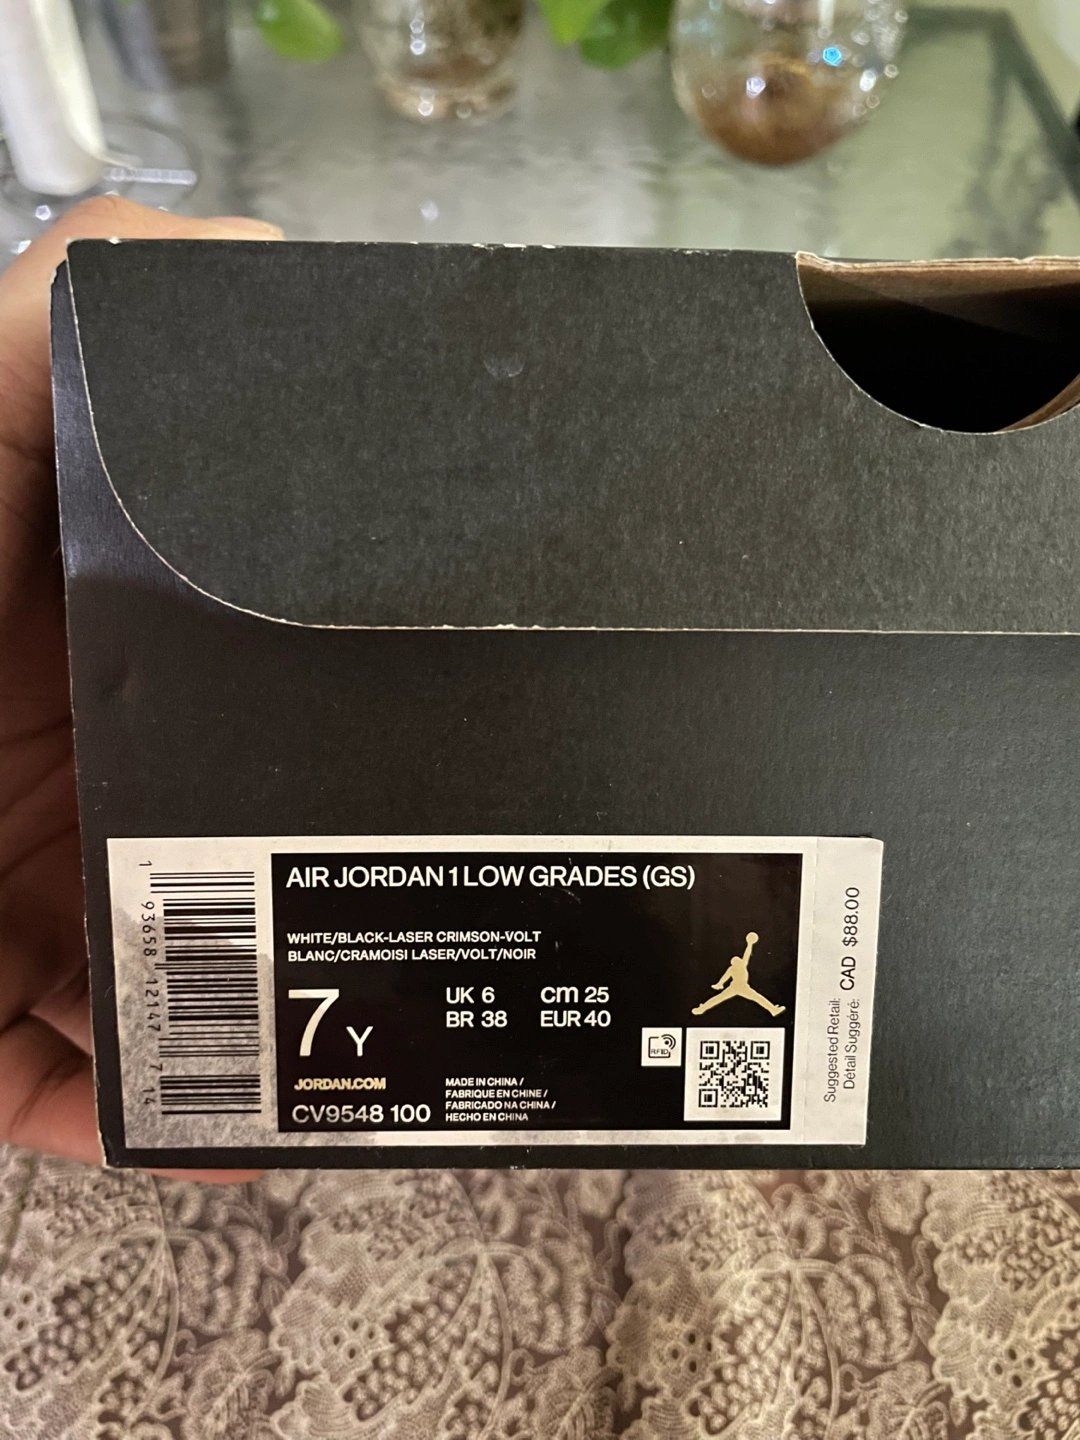 AIR JORDAN 1 LOW GRADES (GS)
WHITE/BLACK-LASER CRIMSON-VOLT
BLANC/CRAMOISI LASER/VOLT/NOIR
7 Y
UK 6 cm 25
BR 38 EUR 40
RFID
JORDAN.COM
CV9548 100
MADE IN CHINA /
FABRIQUE EN CHINE /
FABRICADO NA CHINA /
HECHO EN CHINA
1 93658 12147 7 14
Suggested Retail:
Détail Suggéré: CAD $88.00